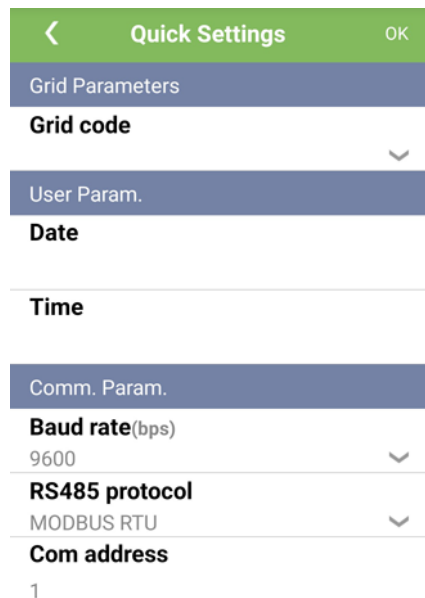 Quick Settings OK
Grid Parameters
Grid code
User Param.
Date
Time
Comm. Param.
Baud rate(bps)
9600
RS485 protocol
MODBUS RTU
Com address
1